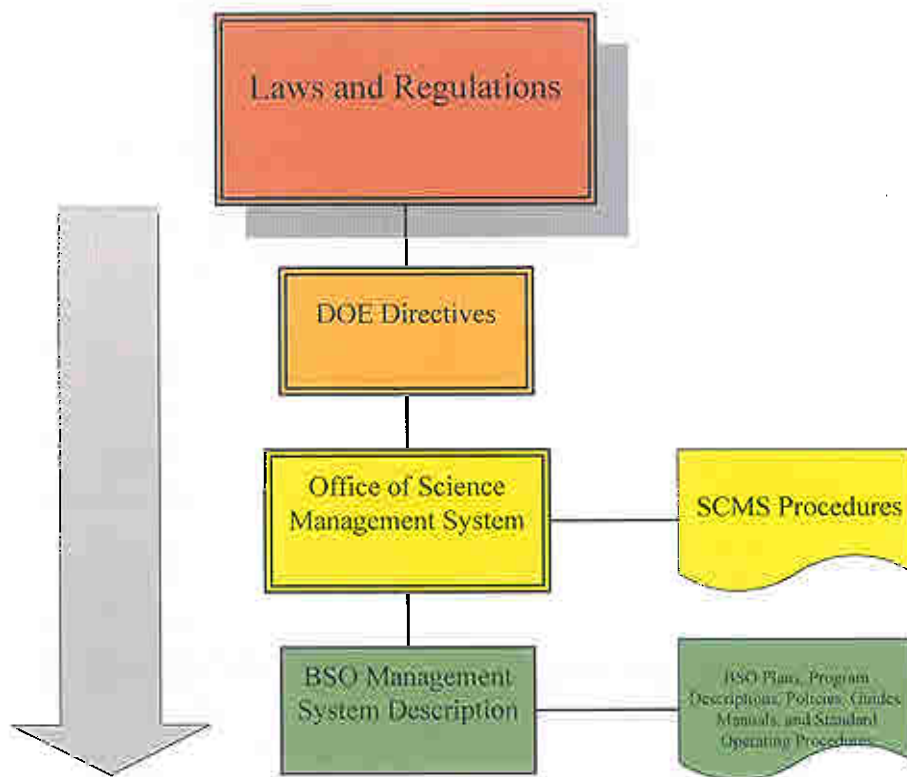 Laws and Regulations
DOE Directives
Office of Science
Management System
SCMS Procedures
BSO Management
System Description
BSO Plans, Program
Descriptions, Policies, Guides
Manuals, and Standard
Operating Procedures